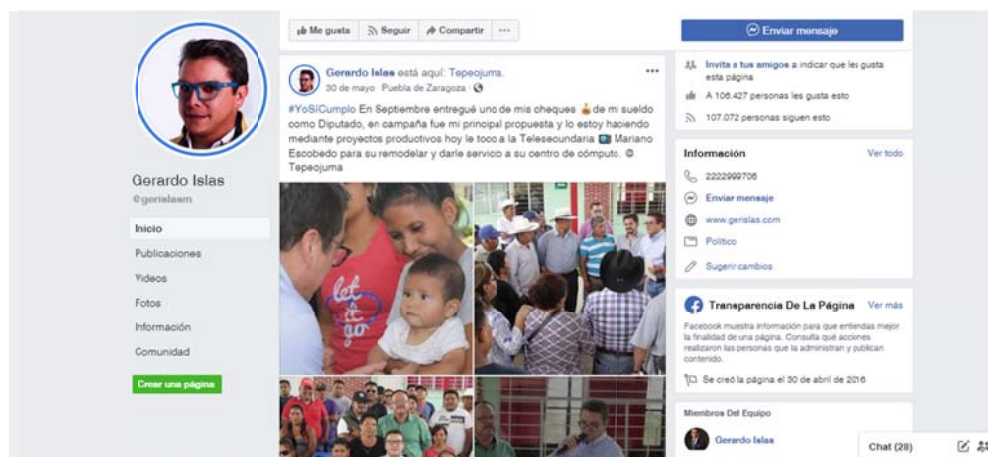 Gerardo Islas
@gerislasm
Inicio
Publicaciones
Videos
Fotos
Información
Comunidad
Crear una página
Me gusta
Seguir
Compartir
Gerardo Islas está aquí: Tepeojuma.
30 de mayo · Puebla de Zaragoza ·
#YoSíCumplo En Septiembre entregué uno de mis cheques de mi sueldo
como Diputado, en campaña fue mi principal propuesta y lo estoy haciendo
mediante proyectos productivos hoy le toco a la Telesecundaria Mariano
Escobedo para su remodelar y darle servico a su centro de cómputo. @
Tepeojuma
let
it
go
Enviar mensaje
Invita a tus amigos a indicar que les gusta
esta página
A 106.427 personas les gusta esto
107.072 personas siguen esto
Información Ver todo
2222999706
Enviar mensaje
www.gerislas.com
Político
Sugerir cambios
Transparencia De La Página Ver más
Facebook muestra información para que entiendas mejor
la finalidad de una página. Consulta qué acciones
realizaron las personas que la administran y publican
contenido.
Se creó la página el 30 de abril de 2016
Miembros Del Equipo
Gerardo Islas
Chat (28)